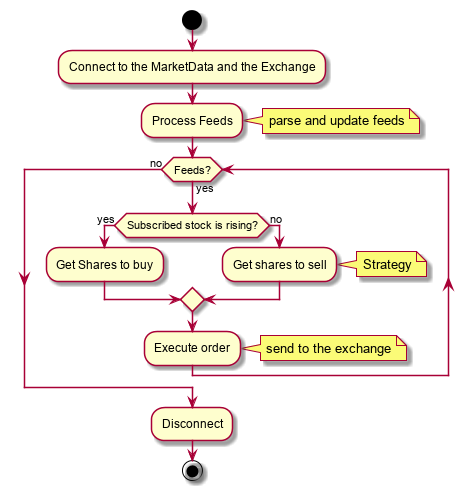 Connect to the MarketData and the Exchange
Process Feeds
parse and update feeds
no
Feeds?
yes
yes
Subscribed stock is rising?
no
Get Shares to buy
Get shares to sell
Strategy
Execute order
send to the exchange
Disconnect